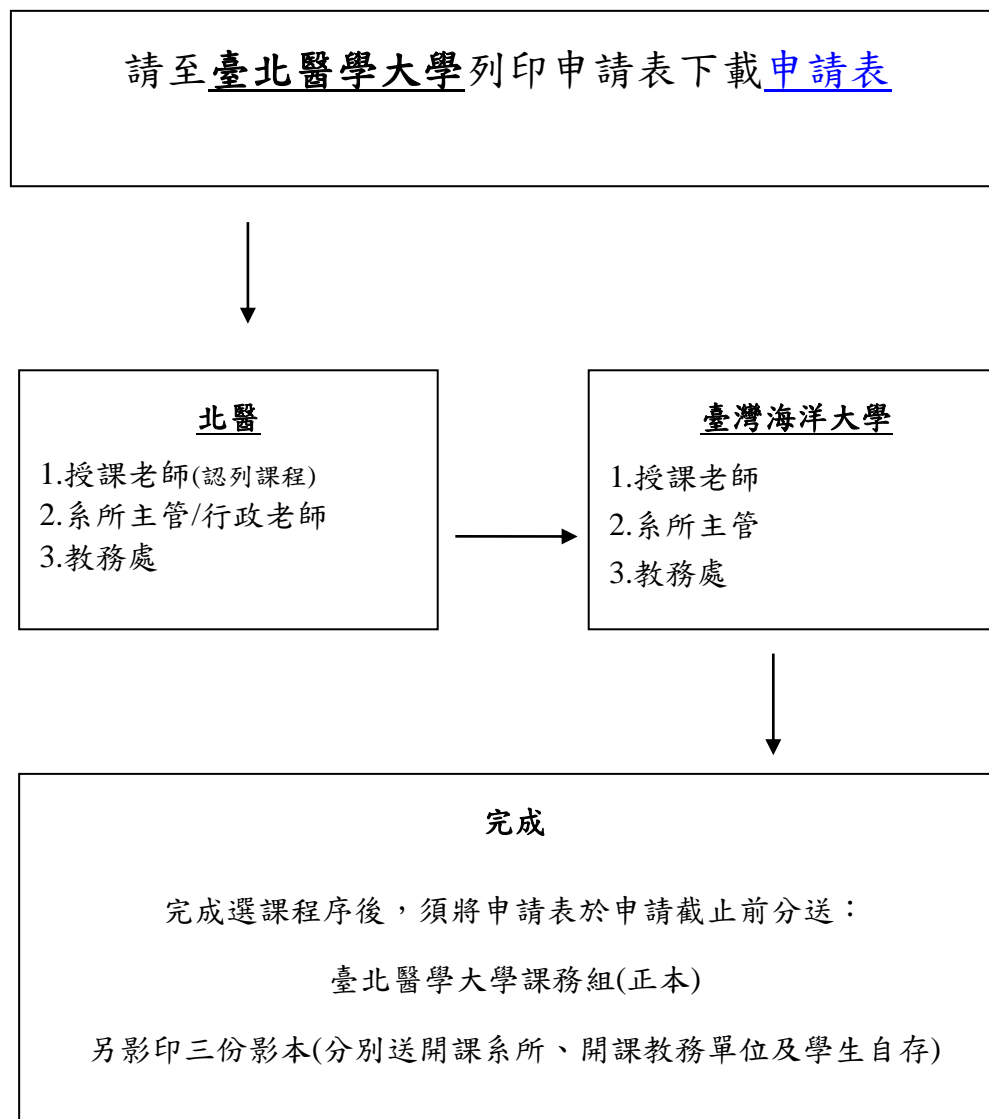 請至臺北醫學大學列印申請表下載申請表
北醫
1.授課老師(認列課程)
2.系所主管/行政老師
3.教務處
臺灣海洋大學
1.授課老師
2.系所主管
3.教務處
完成
完成選課程序後，須將申請表於申請截止前分送：
臺北醫學大學課務組(正本)
另影印三份影本(分別送開課系所、開課教務單位及學生自存)